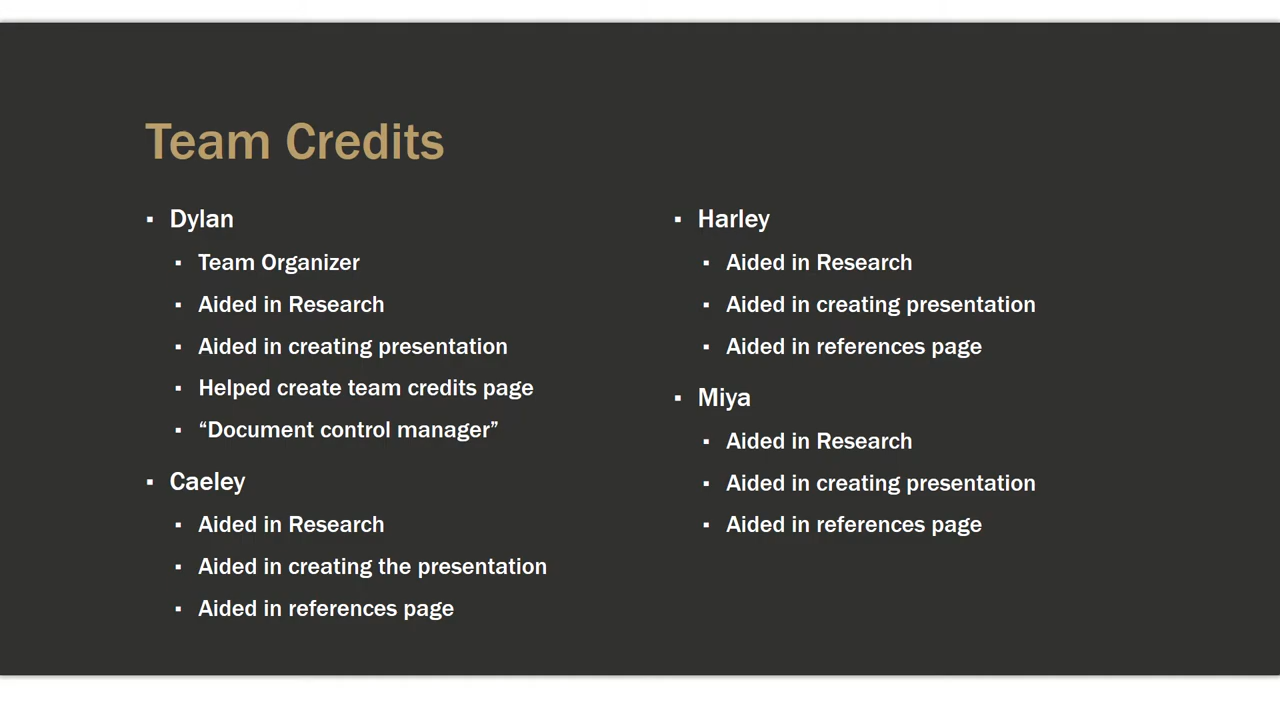 Team Credits
▪ Dylan
▪ Team Organizer
▪ Aided in Research
▪ Aided in creating presentation
▪ Helped create team credits page
▪ “Document control manager”
▪ Caeley
▪ Aided in Research
▪ Aided in creating the presentation
▪ Aided in references page
▪ Harley
▪ Aided in Research
▪ Aided in creating presentation
▪ Aided in references page
▪ Miya
▪ Aided in Research
▪ Aided in creating presentation
▪ Aided in references page